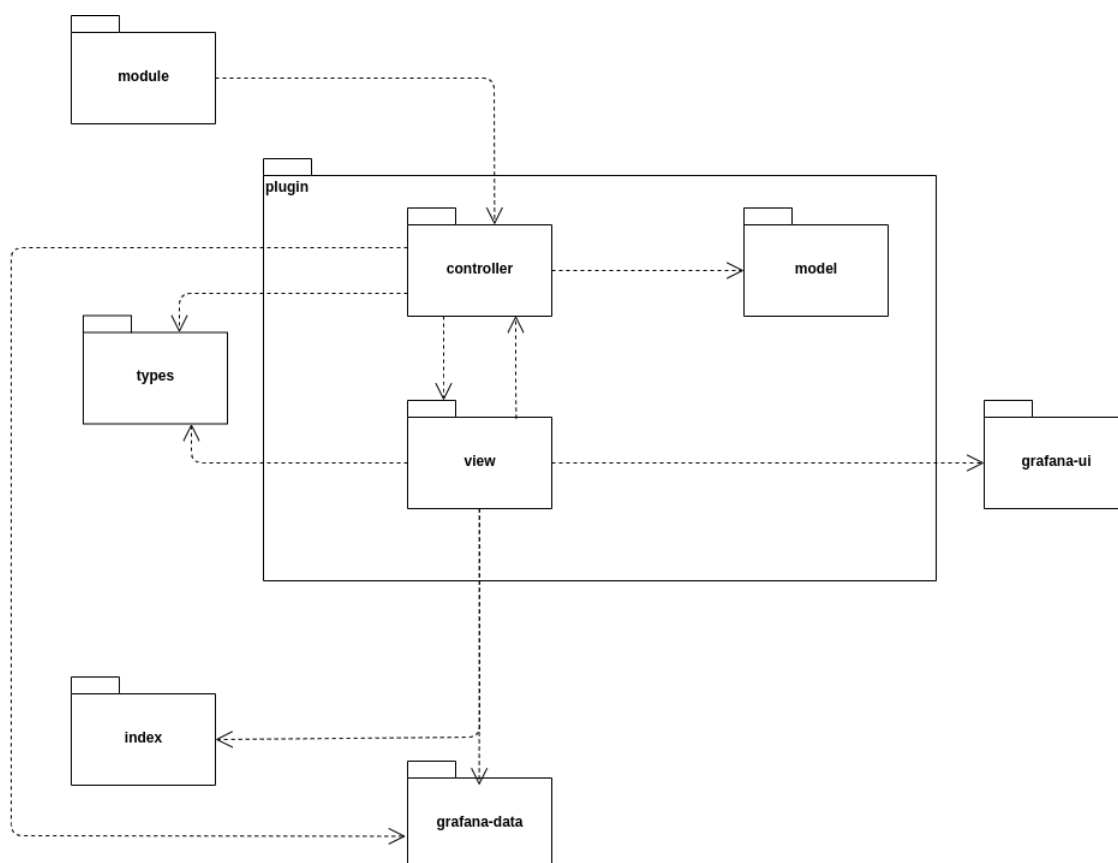 module
plugin
controller
model
types
view
grafana-ui
index
grafana-data